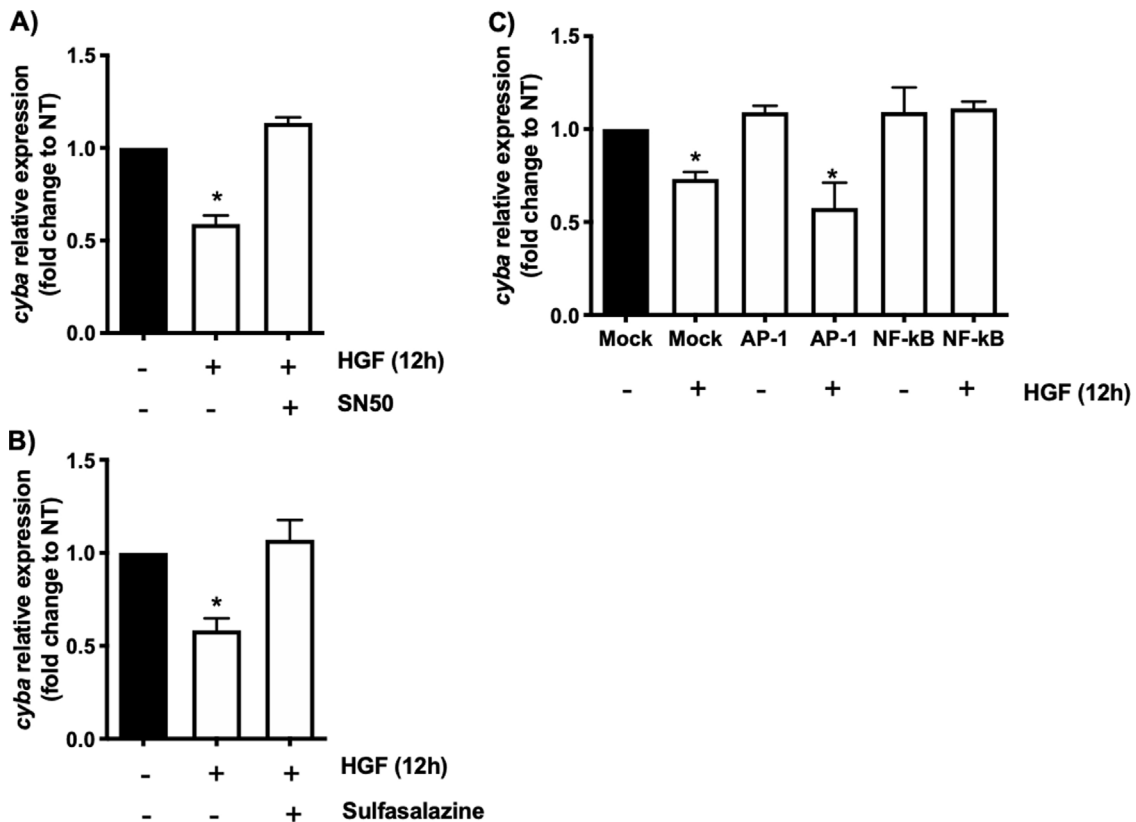 A)
cyba relative expression
(fold change to NT)
1.5
1.0
0.5
0.0
*
- + + HGF (12h)
- - + SN50
B)
cyba relative expression
(fold change to NT)
1.5
1.0
0.5
0.0
*
- + + HGF (12h)
- - + Sulfasalazine
C)
cyba relative expression
(fold change to NT)
1.5
1.0
0.5
0.0
* *
Mock Mock AP-1 AP-1 NF-kB NF-kB
- + - + - + HGF (12h)